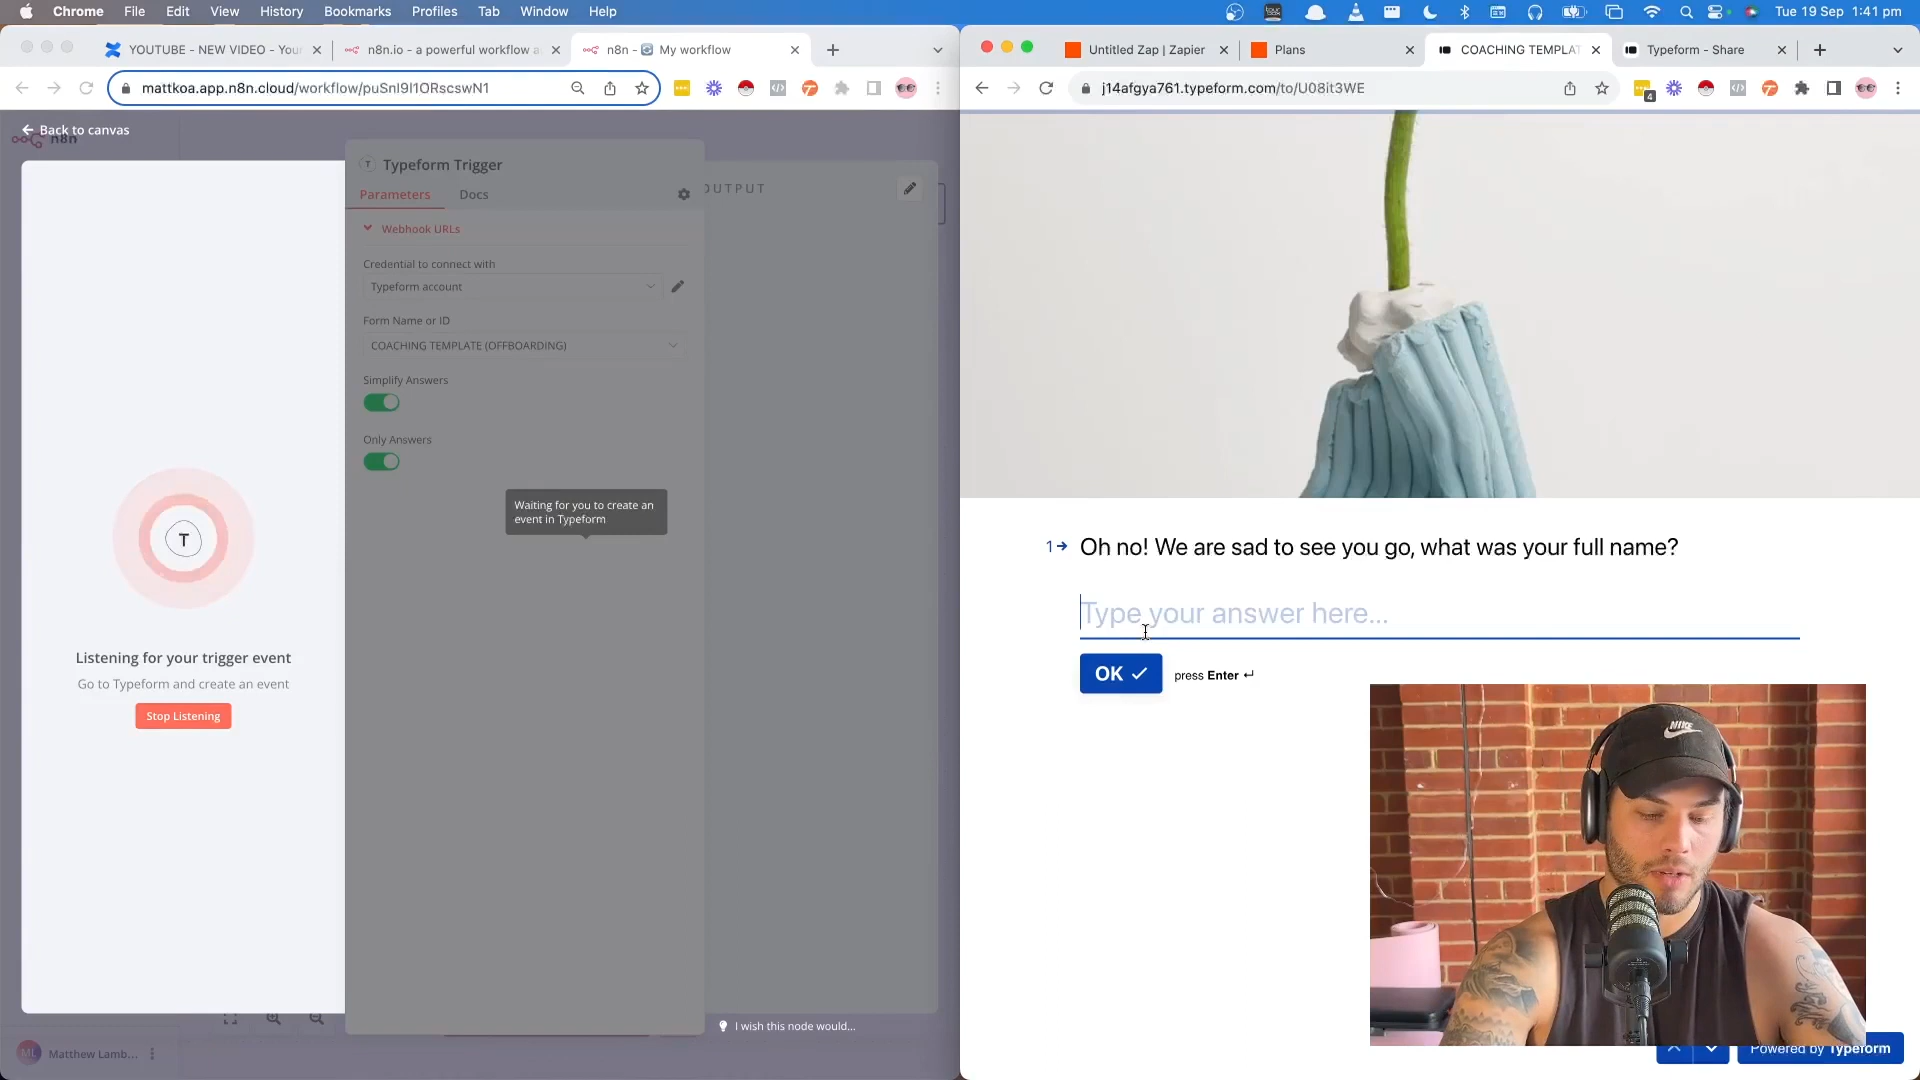 Chrome File Edit View History Bookmarks Profiles Tab Window Help
Tue 19 Sep 1:41 pm
YOUTUBE - NEW VIDEO - You
n8n.io - a powerful workflow a
n8n - My workflow
mattkoa.app.n8n.cloud/workflow/puSnI9I1ORscswN1
Back to canvas
n8n
Typeform Trigger
Parameters Docs
OUTPUT
Webhook URLs
Credential to connect with
Typeform account
Form Name or ID
COACHING TEMPLATE (OFFBOARDING)
Simplify Answers
Only Answers
Waiting for you to create an
event in Typeform
T
Listening for your trigger event
Go to Typeform and create an event
Stop Listening
I wish this node would...
ML Matthew Lamb...
Untitled Zap | Zapier
Plans
COACHING TEMPLAT
Typeform - Share
j14afgya761.typeform.com/to/U08it3WE
4
1 Oh no! We are sad to see you go, what was your full name?
Type your answer here...
OK
press Enter ↵
NIKE
Powered by Typeform